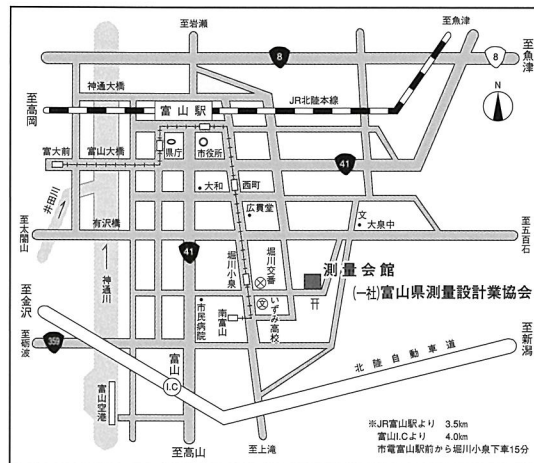 至岩瀬
至魚津
8
8
至魚津
神通大橋
N
至高岡
富山駅
JR北陸本線
富大前
富山大橋
県庁
市役所
41
大和
西町
井田川
広貫堂
文
大泉中
有沢橋
至太閤山
至五百石
41
神通川
堀川小泉
堀川交番
測量会館
(一社)富山県測量設計業協会
至金沢
文
いずみ高校
市民病院
南富山
至砺波
359
富山
I.C
北陸自動車道
至新潟
富山空港
至高山
至上滝
※JR富山駅より 3.5km
富山I.Cより 4.0km
市電富山駅前から堀川小泉下車15分